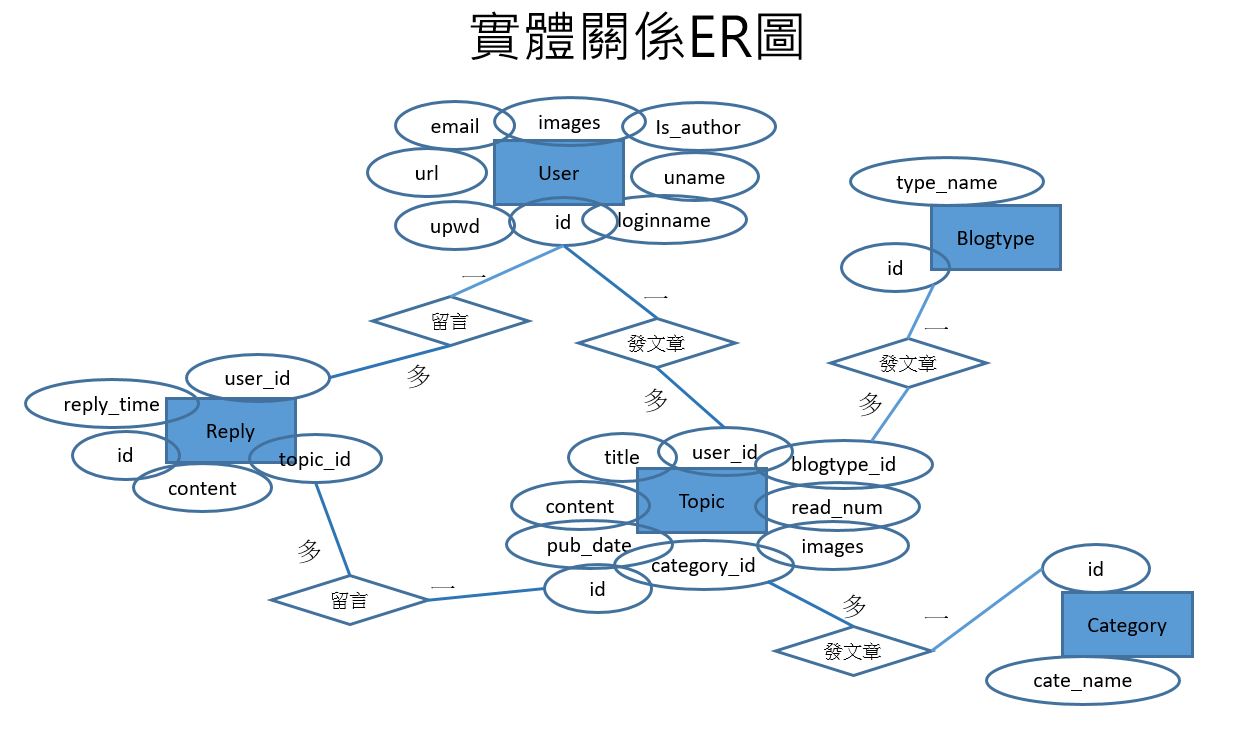 實體關係ER圖
email
images
Is_author
url
User
uname
upwd
id
loginname
type_name
Blogtype
id
一
留言
多
一
發文章
多
一
發文章
多
user_id
reply_time
Reply
id
topic_id
content
多
留言
一
title
user_id
blogtype_id
content
Topic
read_num
pub_date
category_id
images
id
多
發文章
一
id
Category
cate_name